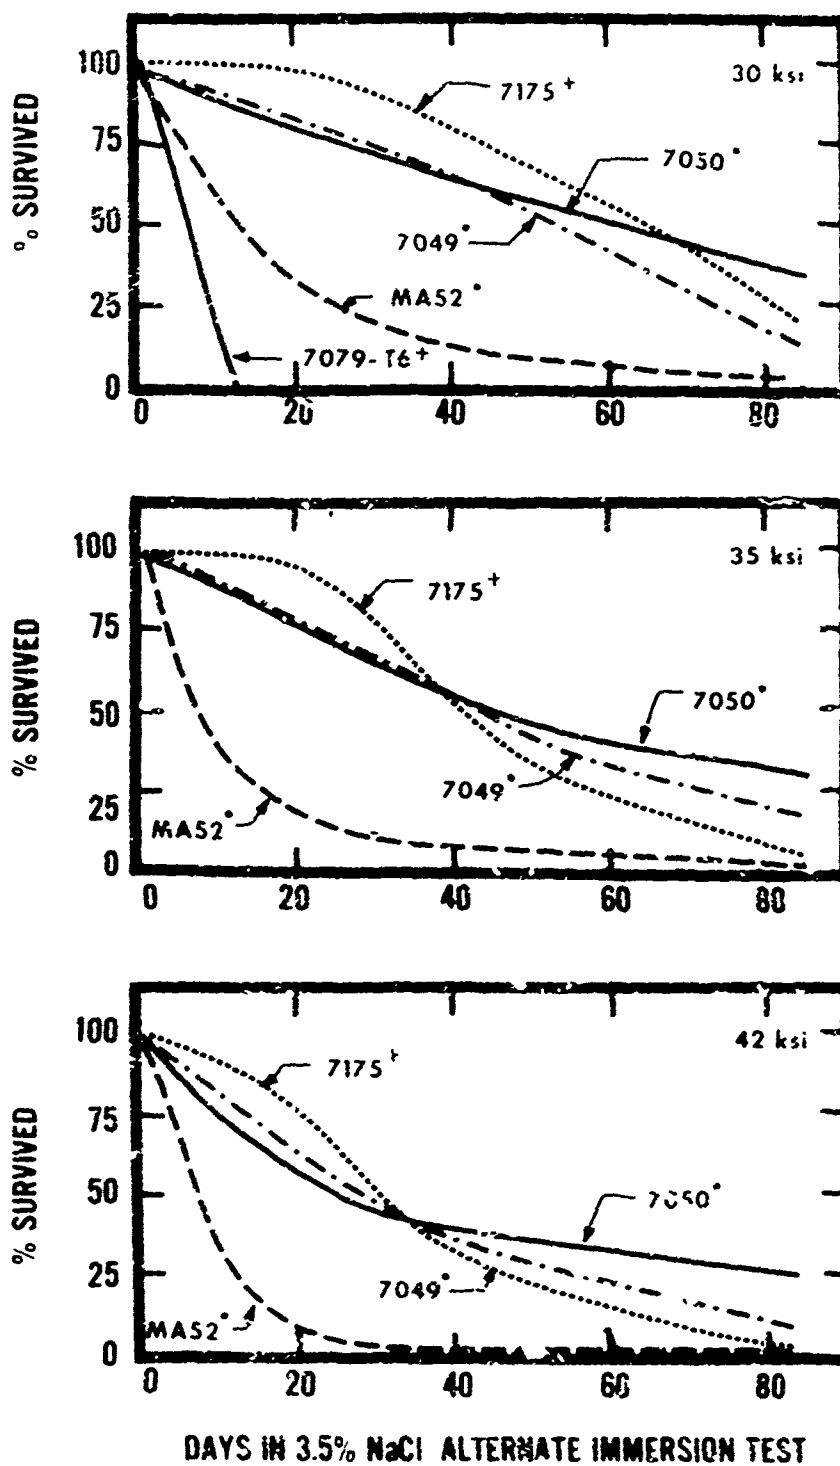 100
75
50
25
0
% SURVIVED
30 ksi
7175+
7050*
7049*
MA52*
7079-T6+
0 20 40 60 80
100
75
50
25
0
% SURVIVED
35 ksi
7175+
7050*
7049*
MA52*
0 20 40 60 80
100
75
50
25
0
% SURVIVED
42 ksi
7175+
7050*
7049*
MA52*
0 20 40 60 80
DAYS IN 3.5% NaCl ALTERNATE IMMERSION TEST